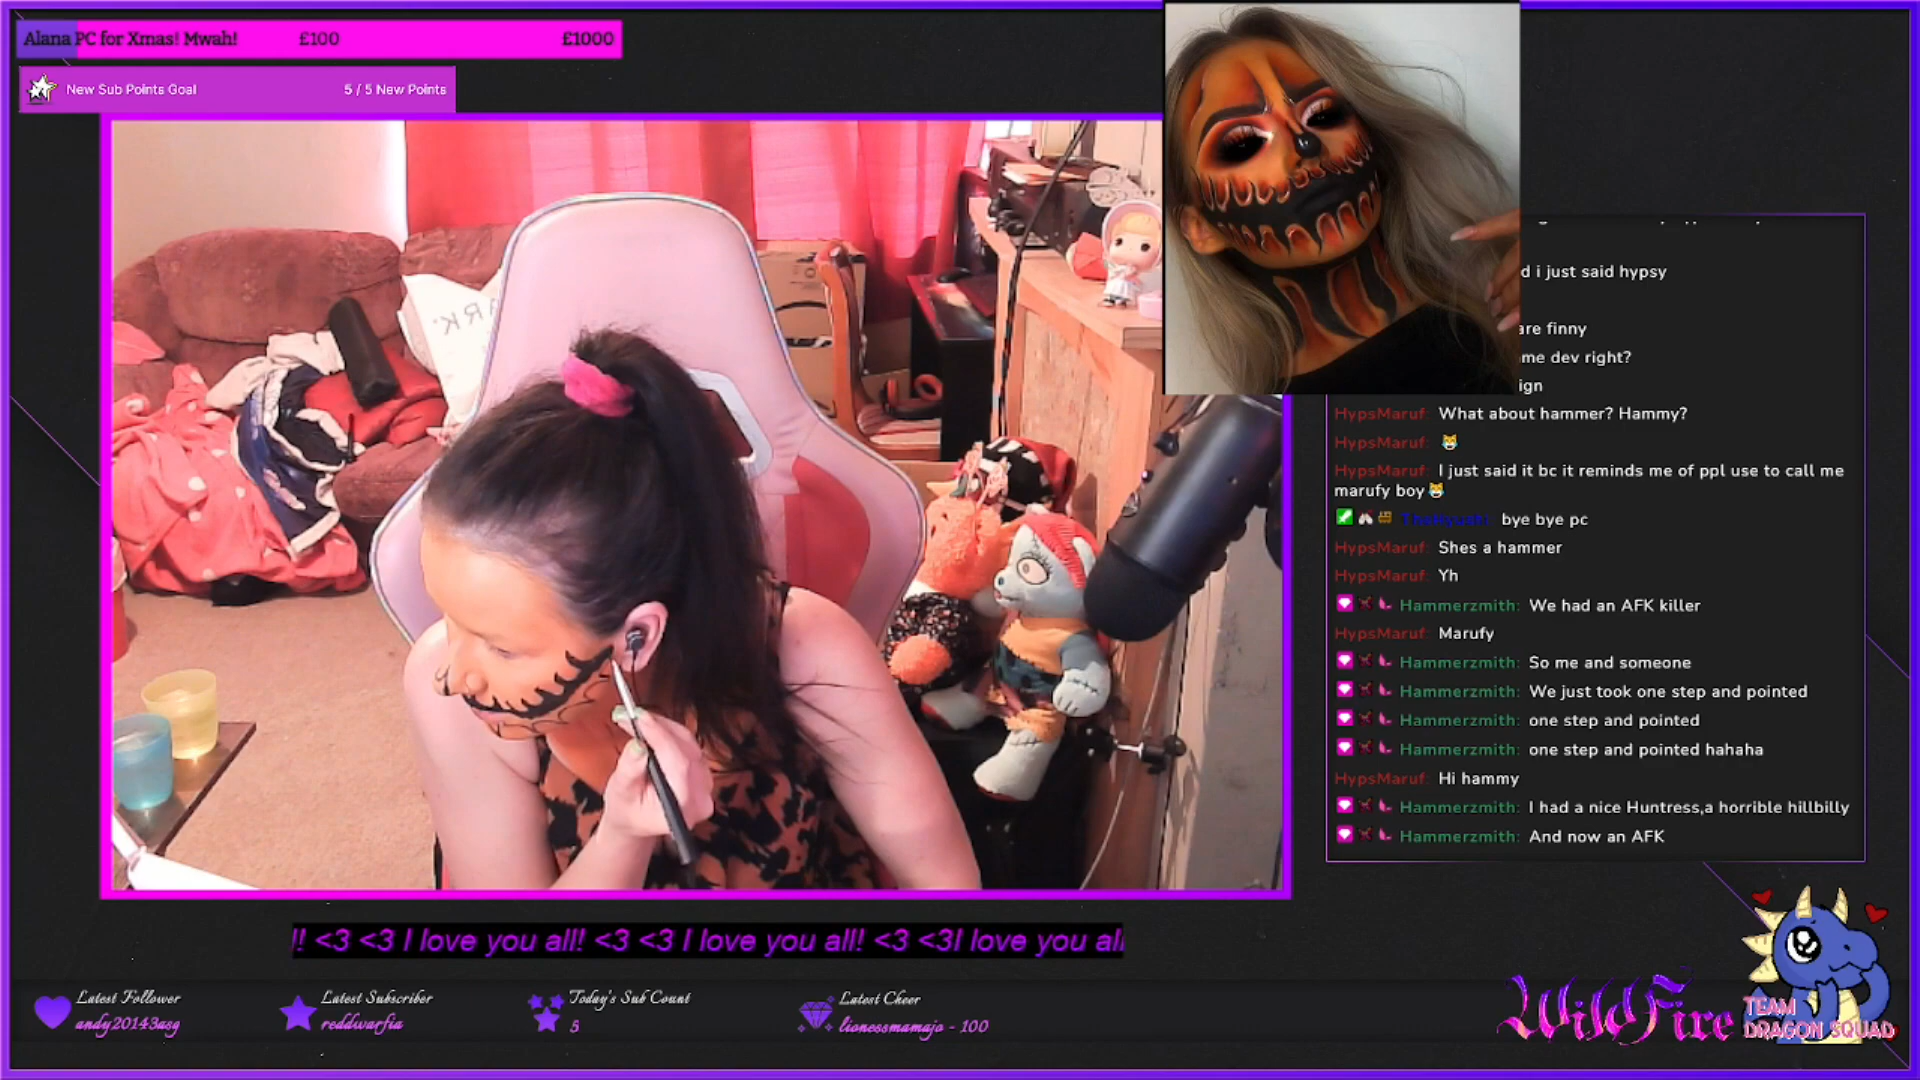 Alana PC for Xmas! Mwah! £100 £1000
New Sub Points Goal 5 / 5 New Points
d i just said hypsy
are finny
me dev right?
ign
HypsMaruf: What about hammer? Hammy?
HypsMaruf: 😹
HypsMaruf: I just said it bc it reminds me of ppl use to call me
marufy boy 😹
bye bye pc
HypsMaruf: Shes a hammer
HypsMaruf: Yh
Hammerzmith: We had an AFK killer
HypsMaruf: Marufy
Hammerzmith: So me and someone
Hammerzmith: We just took one step and pointed
Hammerzmith: one step and pointed
Hammerzmith: one step and pointed hahaha
HypsMaruf: Hi hammy
Hammerzmith: I had a nice Huntress,a horrible hillbilly
Hammerzmith: And now an AFK
! <3 <3 I love you all! <3 <3 I love you all! <3 <3I love you all
Latest Follower
andy20143asg
Latest Subscriber
reddwarfia
Today's Sub Count
5
Latest Cheer
lionessmamajo - 100
WildFire
TEAM
DRAGON SQUAD